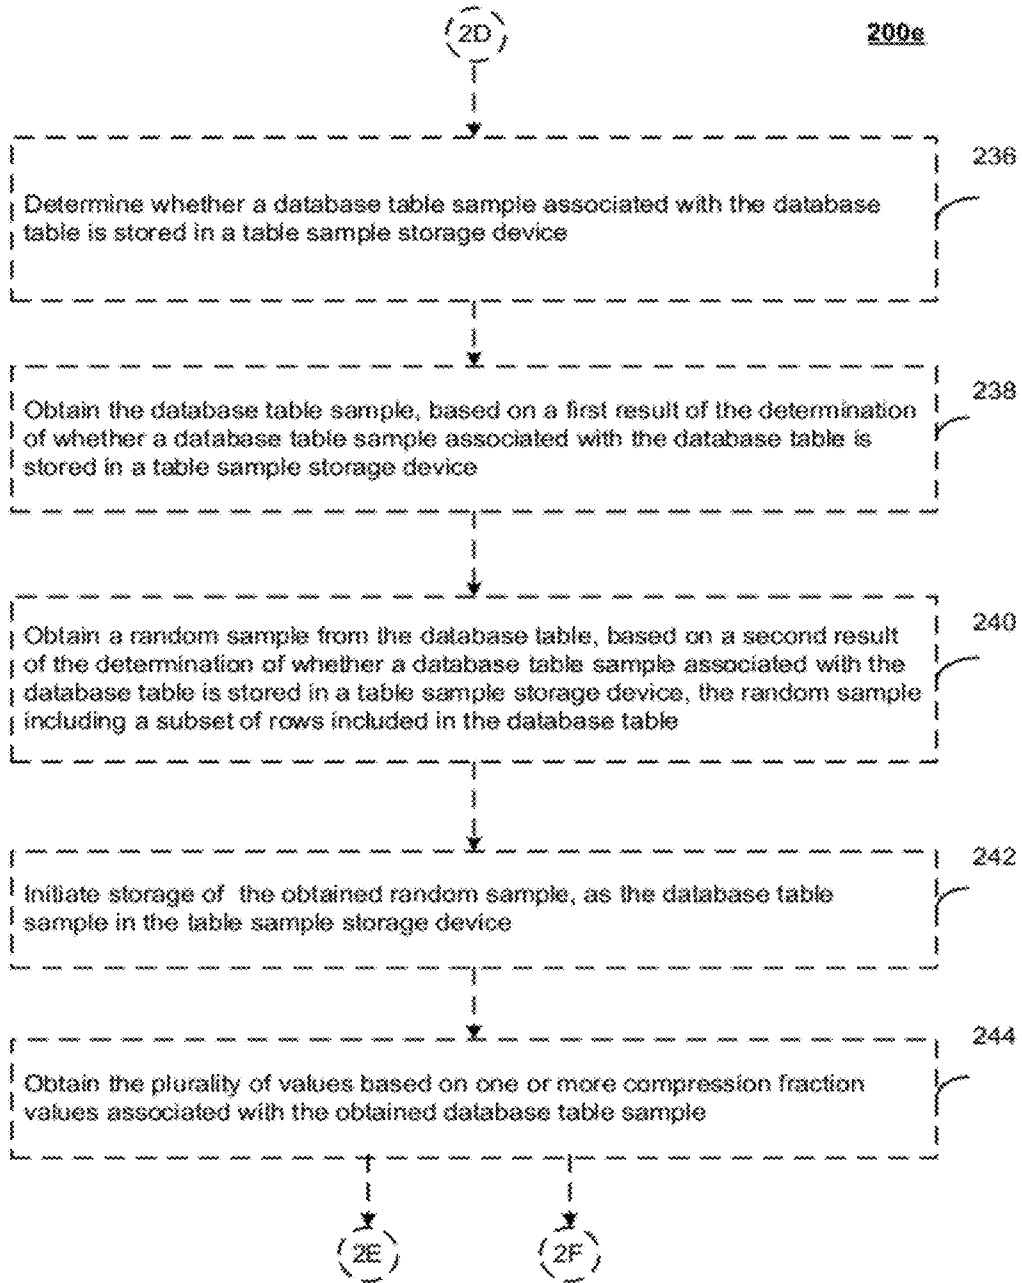 2D
200e
236
Determine whether a database table sample associated with the database
table is stored in a table sample storage device
238
Obtain the database table sample, based on a first result of the determination
of whether a database table sample associated with the database table is
stored in a table sample storage device
240
Obtain a random sample from the database table, based on a second result
of the determination of whether a database table sample associated with the
database table is stored in a table sample storage device, the random sample
including a subset of rows included in the database table
242
Initiate storage of the obtained random sample, as the database table
sample in the table sample storage device
244
Obtain the plurality of values based on one or more compression fraction
values associated with the obtained database table sample
2E
2F